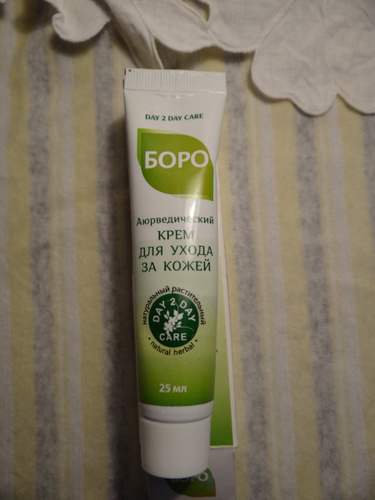 DAY 2 DAY CARE
БОРО
Аюрведический
КРЕМ
ДЛЯ УХОДА
ЗА КОЖЕЙ
натуральный растительный
DAY 2 DAY
CARE
• natural herbal •
25 мл
БОРО